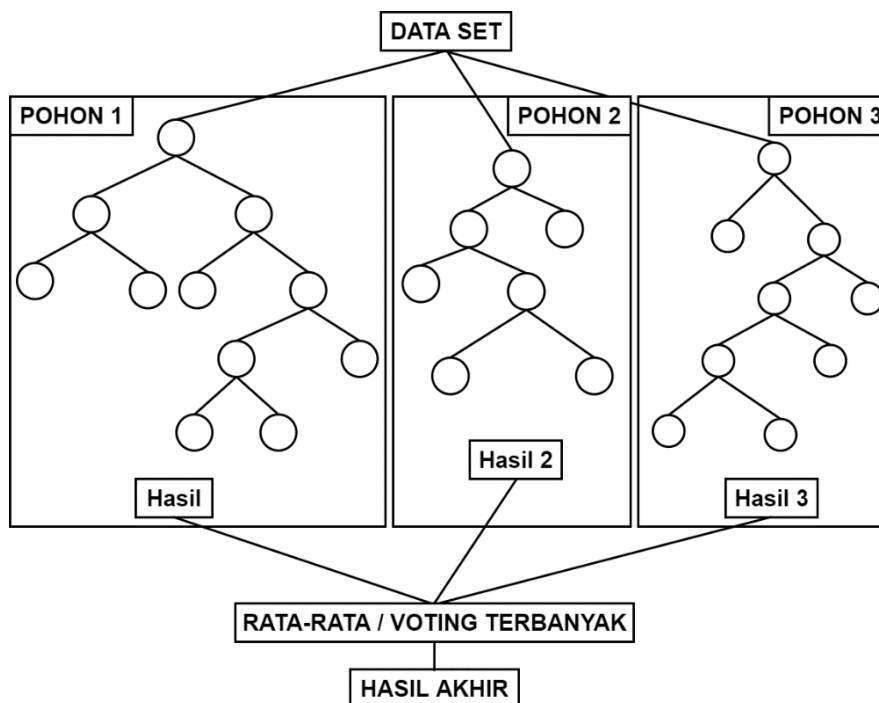 DATA SET
POHON 1
POHON 2
POHON 3
Hasil
Hasil 2
Hasil 3
RATA-RATA / VOTING TERBANYAK
HASIL AKHIR